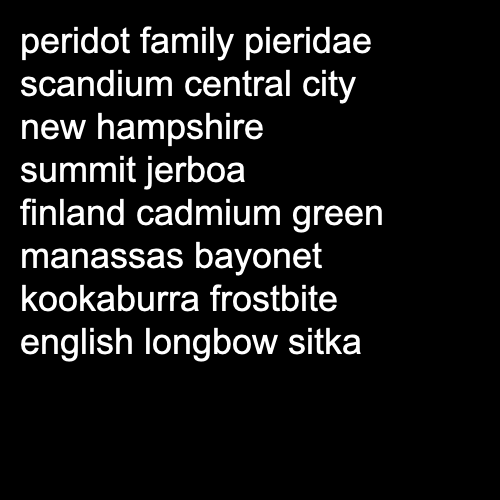 peridot family pieridae
scandium central city
new hampshire
summit jerboa
finland cadmium green
manassas bayonet
kookaburra frostbite
english longbow sitka